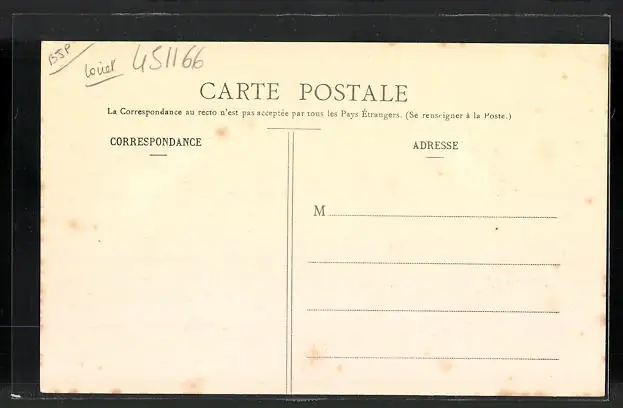 BJP
Loiret 451166
CARTE POSTALE
La Correspondance au recto n'est pas acceptée par tous les Pays Étrangers. (Se renseigner à la Poste.)
CORRESPONDANCE
ADRESSE
M